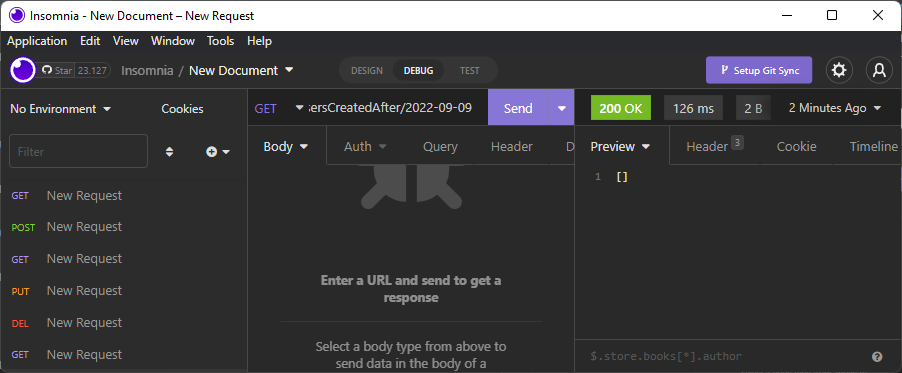 Insomnia - New Document – New Request
Application Edit View Window Tools Help
Star 23.127 Insomnia / New Document DESIGN DEBUG TEST Setup Git Sync
No Environment Cookies
GET ersCreatedAfter/2022-09-09 Send
200 OK 126 ms 2 B 2 Minutes Ago
Filter
Body Auth Query Header D
Preview Header 3 Cookie Timeline
1 []
GET New Request
POST New Request
GET New Request
PUT New Request
DEL New Request
GET New Request
Enter a URL and send to get a
response
Select a body type from above to
send data in the body of a
$.store.books[*].author